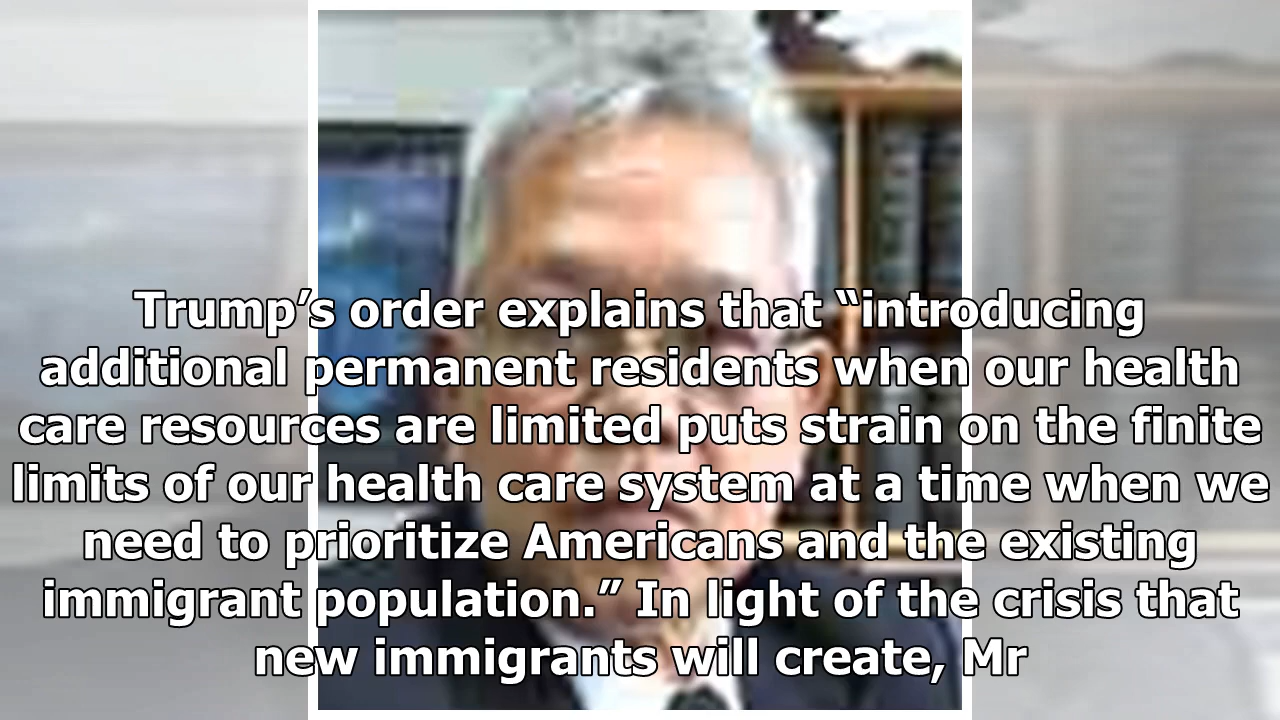 Trump’s order explains that “introducing
additional permanent residents when our health
care resources are limited puts strain on the finite
limits of our health care system at a time when we
need to prioritize Americans and the existing
immigrant population.” In light of the crisis that
new immigrants will create, Mr